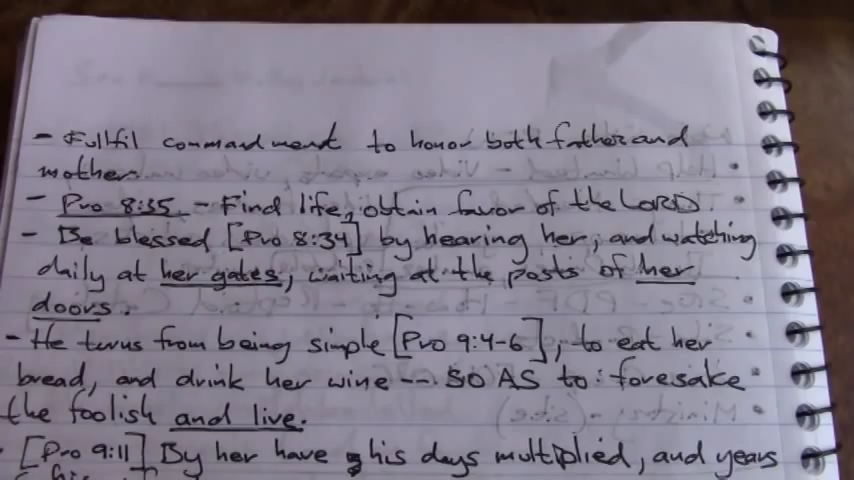 - Fullfil commandment to honor both father and
mother.
- Pro 8:35 - Find life, obtain favor of the LORD
- Be blessed [Pro 8:34] by hearing her, and watching
daily at her gates, waiting at the posts of her
doors.
- He turns from being simple [Pro 9:4-6], to eat her
bread, and drink her wine --- SO AS to foresake
the foolish and live.
[Pro 9:11] By her have his days multiplied, and years